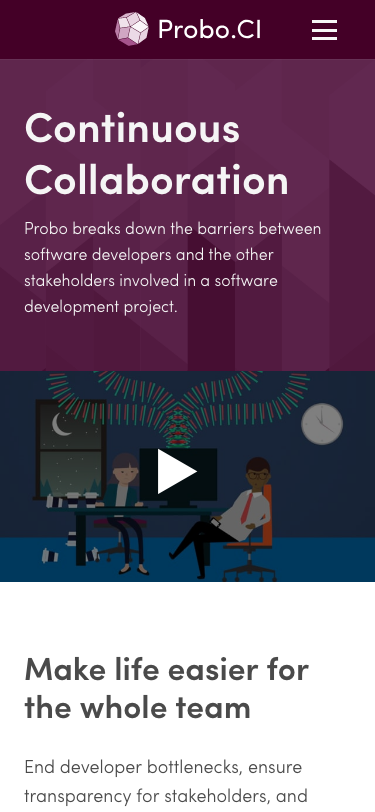 Probo.CI
Continuous
Collaboration
Probo breaks down the barriers between
software developers and the other
stakeholders involved in a software
development project.
Make life easier for
the whole team
End developer bottlenecks, ensure
transparency for stakeholders, and